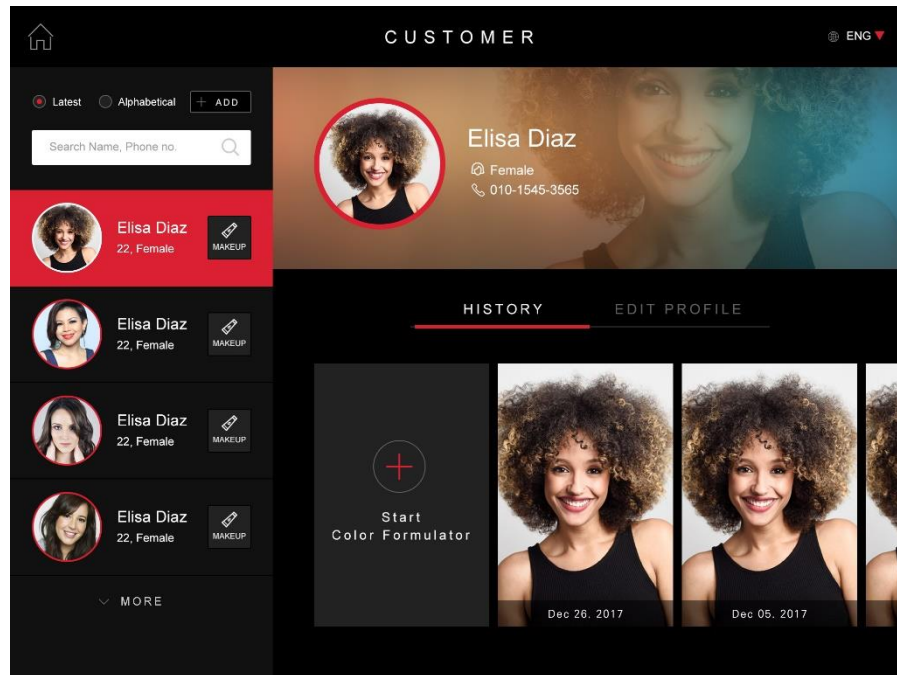 CUSTOMER
ENG
Latest
Alphabetical
+ ADD
Search Name, Phone no.
Elisa Diaz
22, Female
MAKEUP
Elisa Diaz
22, Female
MAKEUP
Elisa Diaz
22, Female
MAKEUP
Elisa Diaz
22, Female
MAKEUP
MORE
Elisa Diaz
Female
010-1545-3565
HISTORY
EDIT PROFILE
Start
Color Formulator
Dec 26. 2017
Dec 05. 2017